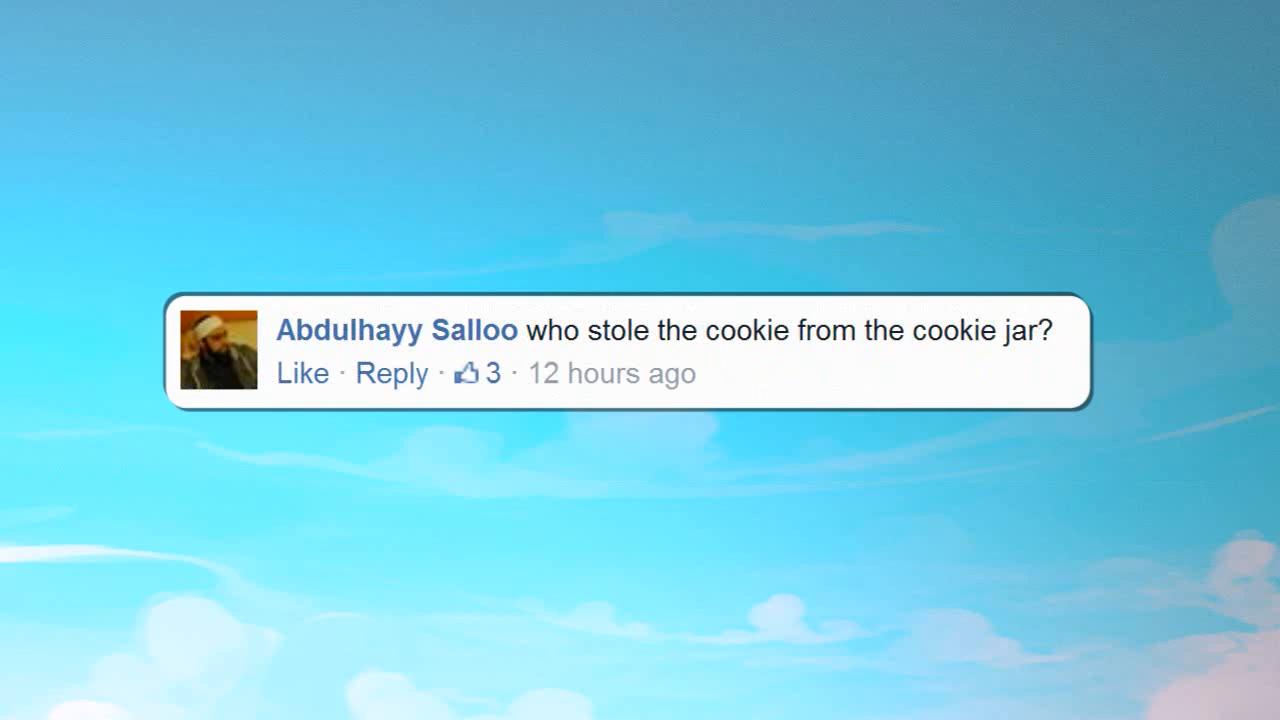 Abdulhayy Salloo who stole the cookie from the cookie jar?
Like · Reply · 3 · 12 hours ago